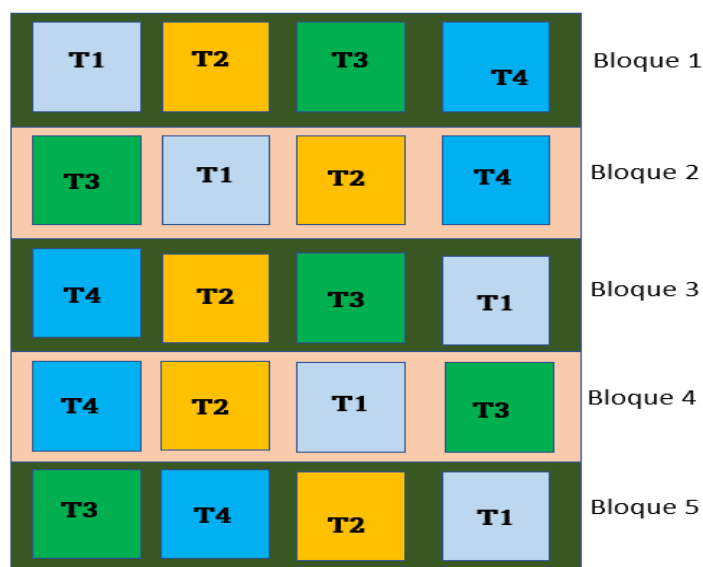 T1 T2 T3 T4 Bloque 1
T3 T1 T2 T4 Bloque 2
T4 T2 T3 T1 Bloque 3
T4 T2 T1 T3 Bloque 4
T3 T4 T2 T1 Bloque 5